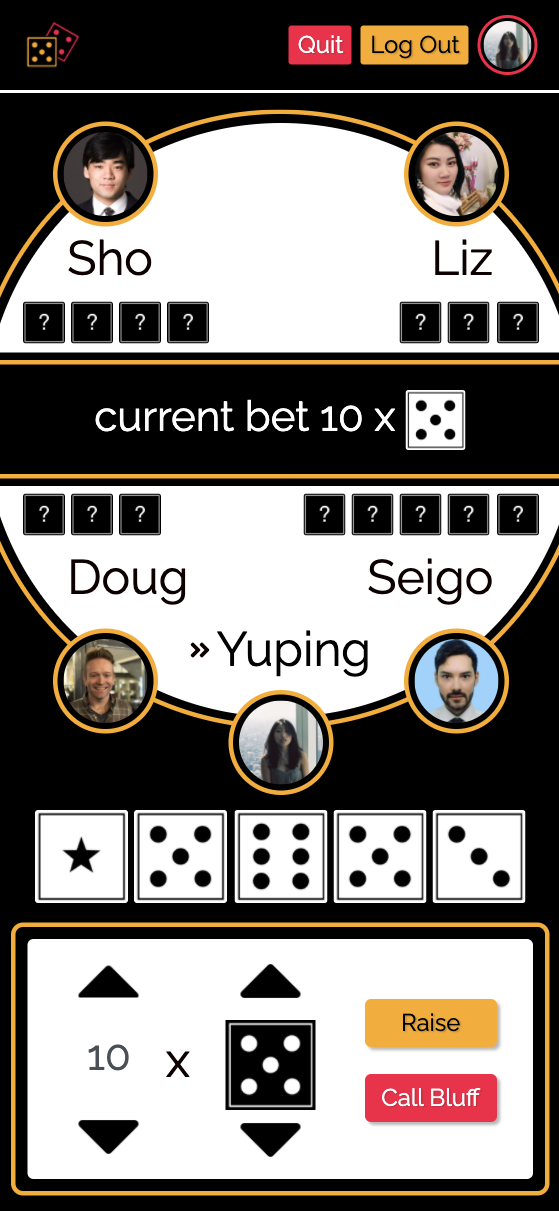 Quit Log Out
Sho Liz
? ? ? ? ? ? ?
current bet 10 x
? ? ? ? ? ? ? ?
Doug Seigo
» Yuping
10 x
Raise
Call Bluff